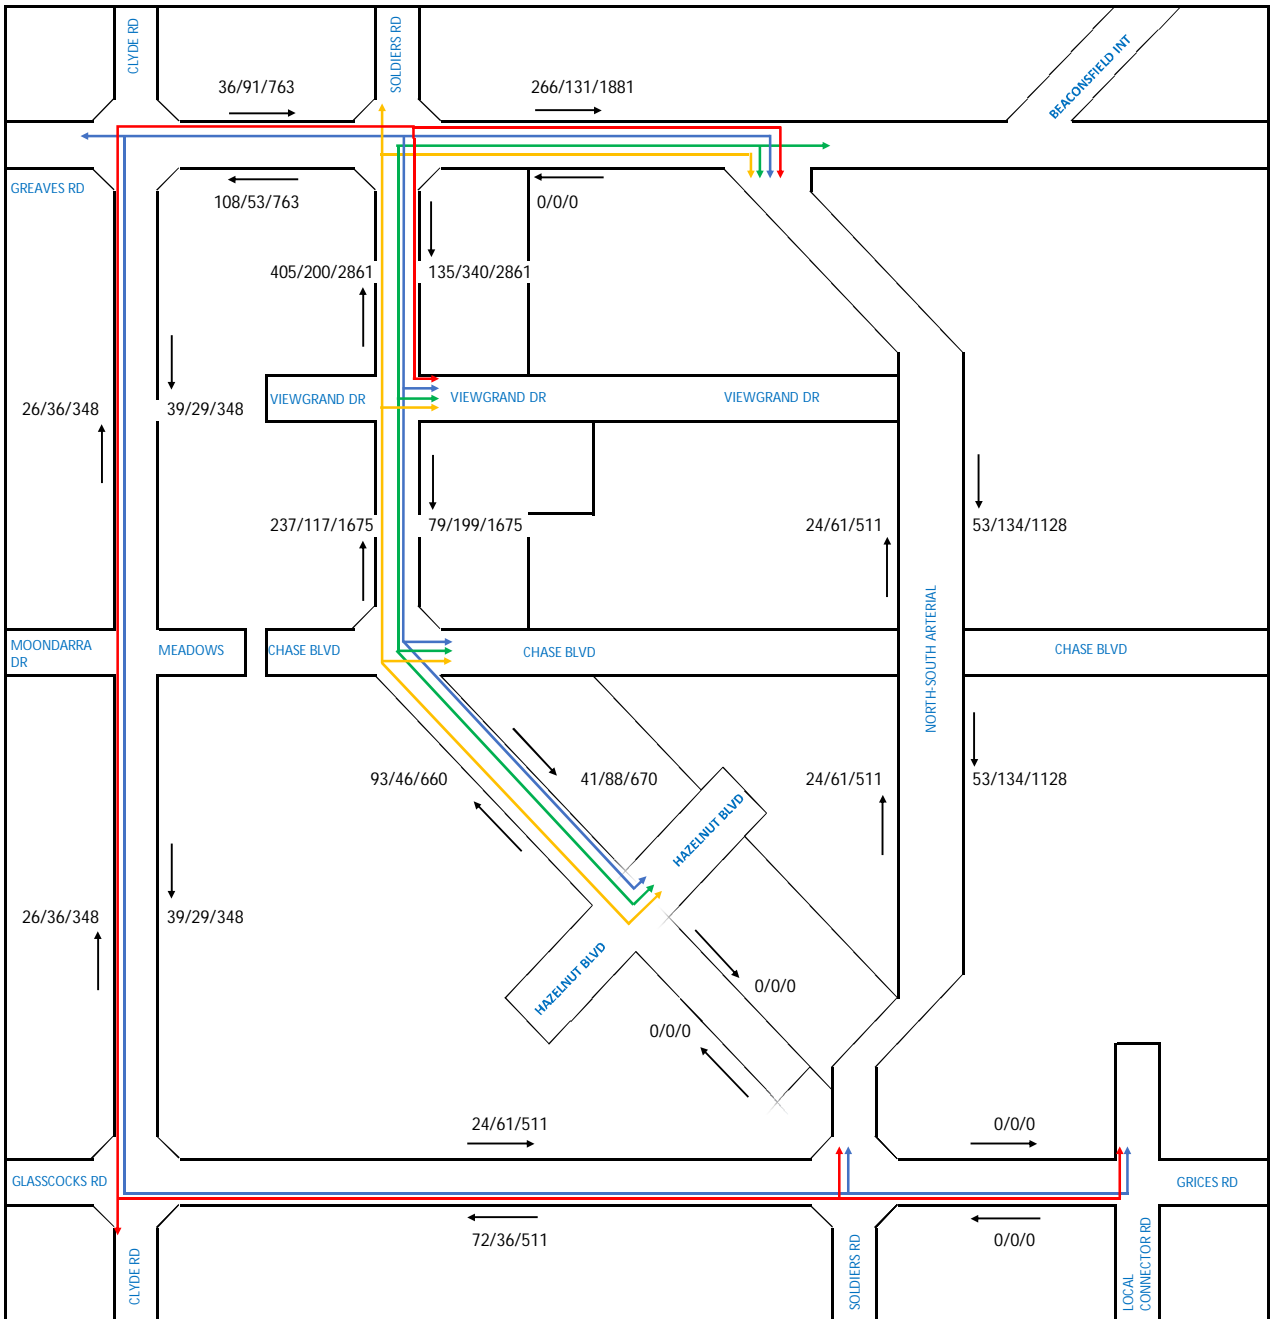 CLYDE RD
SOLDIERS RD
BEACONSFIELD INT
36/91/763
266/131/1881
GREAVES RD
108/53/763
0/0/0
405/200/2861
135/340/2861
VIEWGRAND DR
VIEWGRAND DR
VIEWGRAND DR
26/36/348
39/29/348
237/117/1675
79/199/1675
24/61/511
53/134/1128
NORTH-SOUTH ARTERIAL
MOONDARRA
DR
MEADOWS
CHASE BLVD
CHASE BLVD
CHASE BLVD
93/46/660
41/88/670
24/61/511
53/134/1128
HAZELNUT BLVD
26/36/348
39/29/348
HAZELNUT BLVD
0/0/0
0/0/0
24/61/511
0/0/0
GLASSCOCKS RD
GRICES RD
72/36/511
0/0/0
CLYDE RD
SOLDIERS RD
LOCAL
CONNECTOR RD